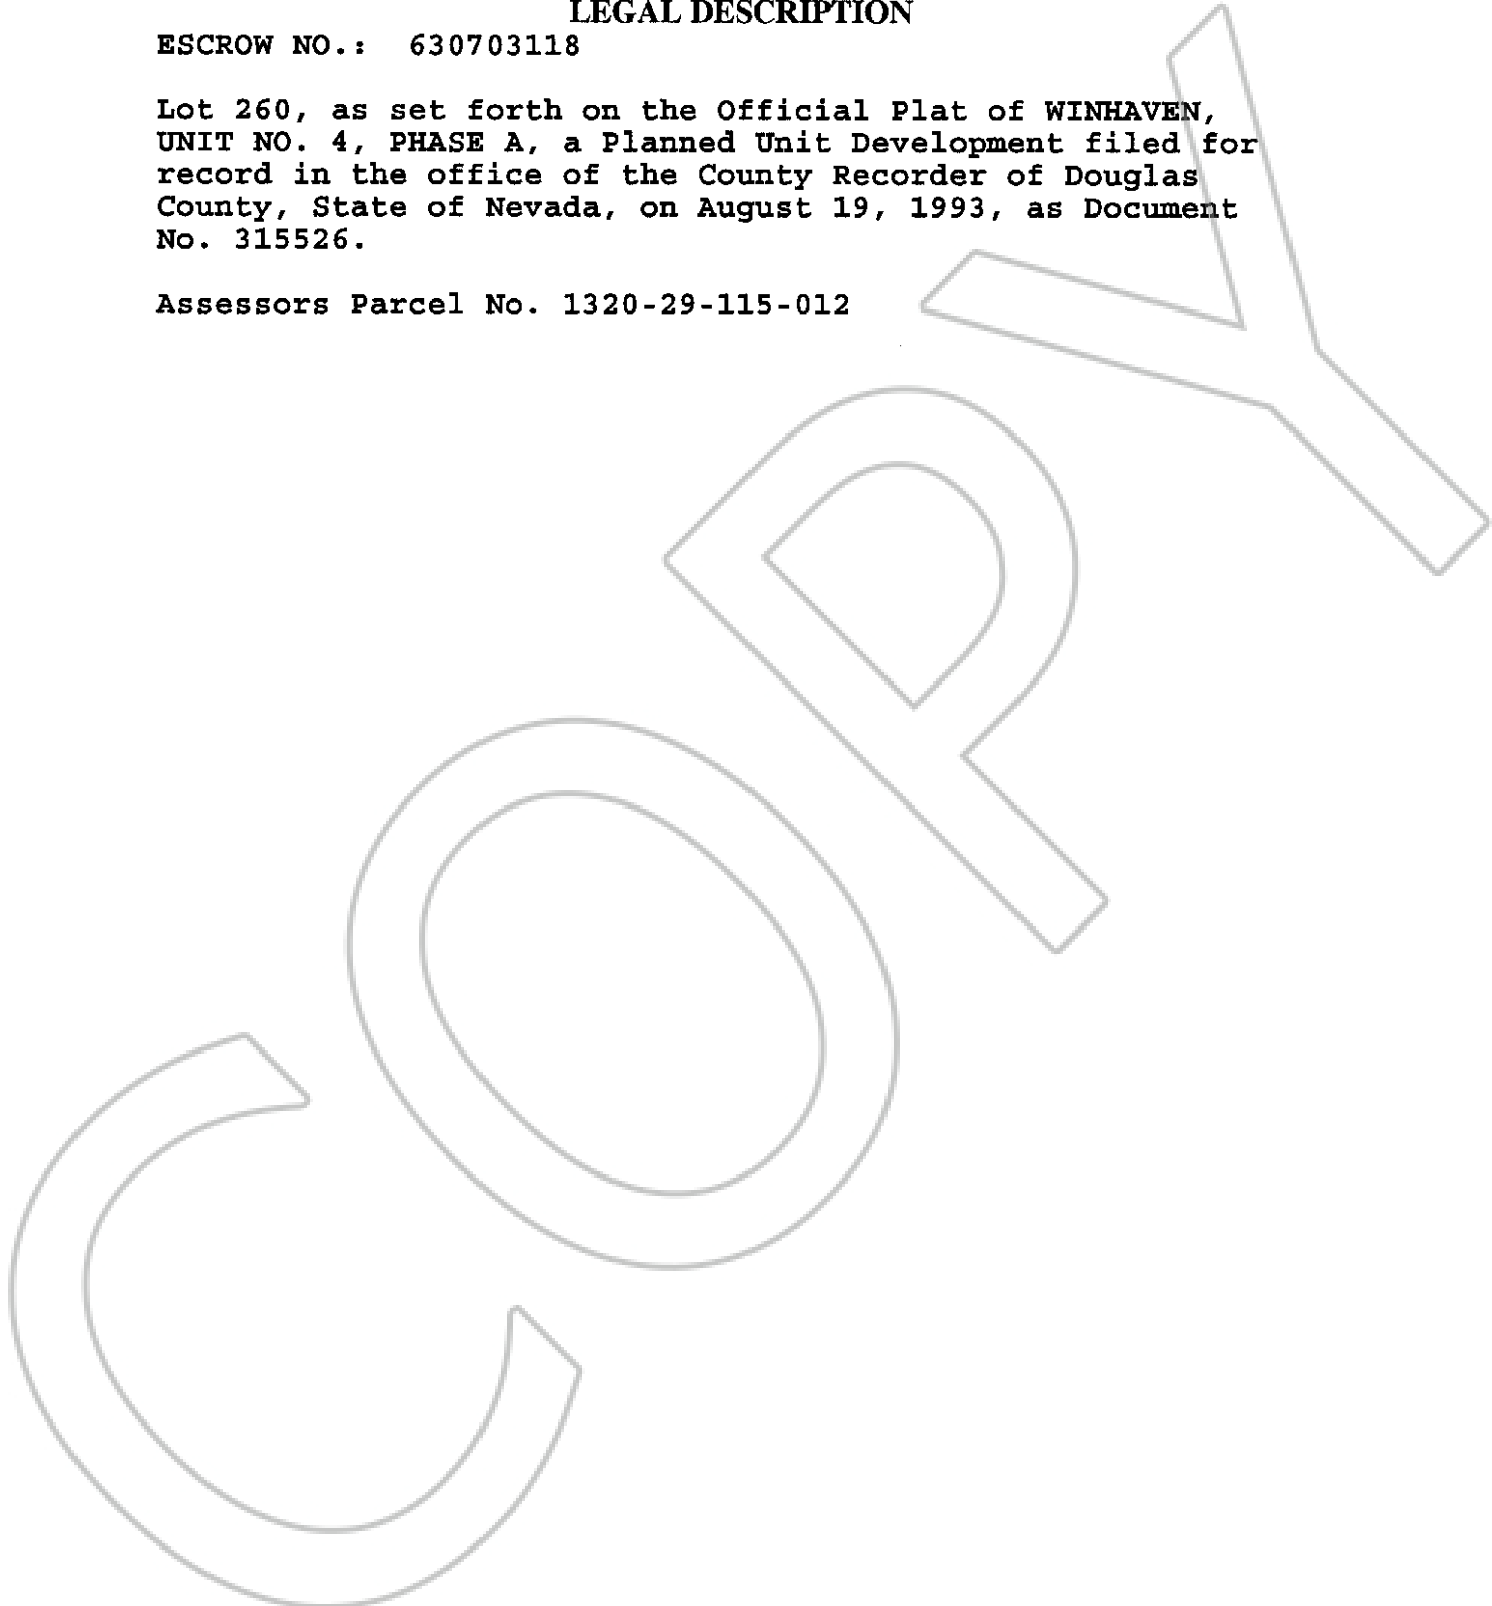 LEGAL DESCRIPTION
ESCROW NO.: 630703118
Lot 260, as set forth on the Official Plat of WINHAVEN,
UNIT NO. 4, PHASE A, a Planned Unit Development filed for
record in the office of the County Recorder of Douglas
County, State of Nevada, on August 19, 1993, as Document
No. 315526.
Assessors Parcel No. 1320-29-115-012
COPY